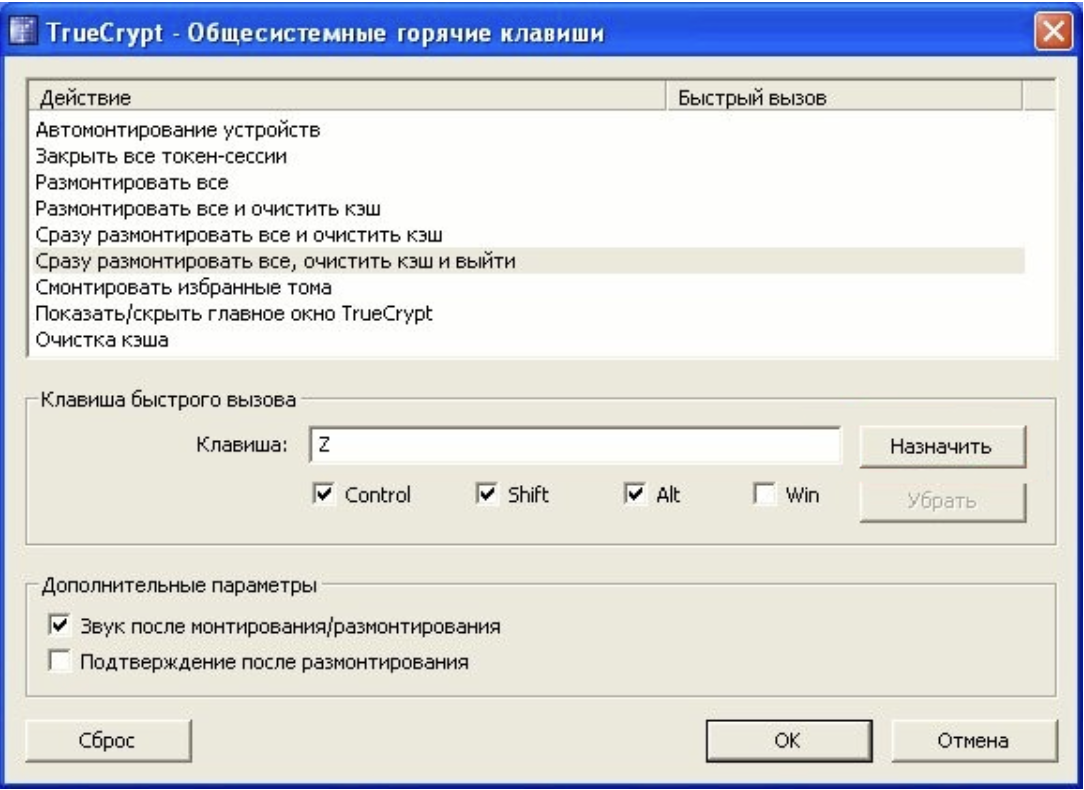 TrueCrypt - Общесистемные горячие клавиши
Действие Быстрый вызов
Автомонтирование устройств
Закрыть все токен-сессии
Размонтировать все
Размонтировать все и очистить кэш
Сразу размонтировать все и очистить кэш
Сразу размонтировать все, очистить кэш и выйти
Смонтировать избранные тома
Показать/скрыть главное окно TrueCrypt
Очистка кэша
Клавиша быстрого вызова
Клавиша: Z Назначить
Control Shift Alt Win Убрать
Дополнительные параметры
Звук после монтирования/размонтирования
Подтверждение после размонтирования
Сброс OK Отмена